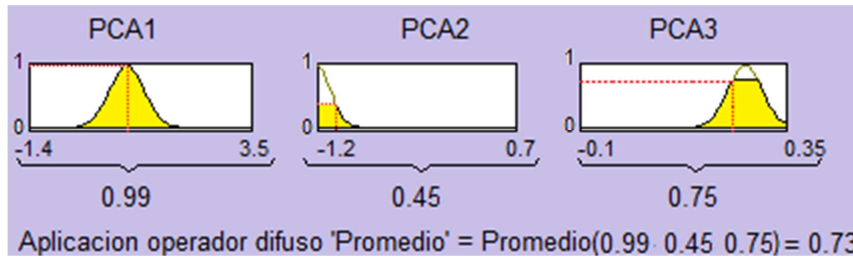 PCA1 PCA2 PCA3
1 1 1
0 0 0
-1.4 3.5 -1.2 0.7 -0.1 0.35
0.99 0.45 0.75
Aplicacion operador difuso 'Promedio' = Promedio(0.99 0.45 0.75) = 0.73